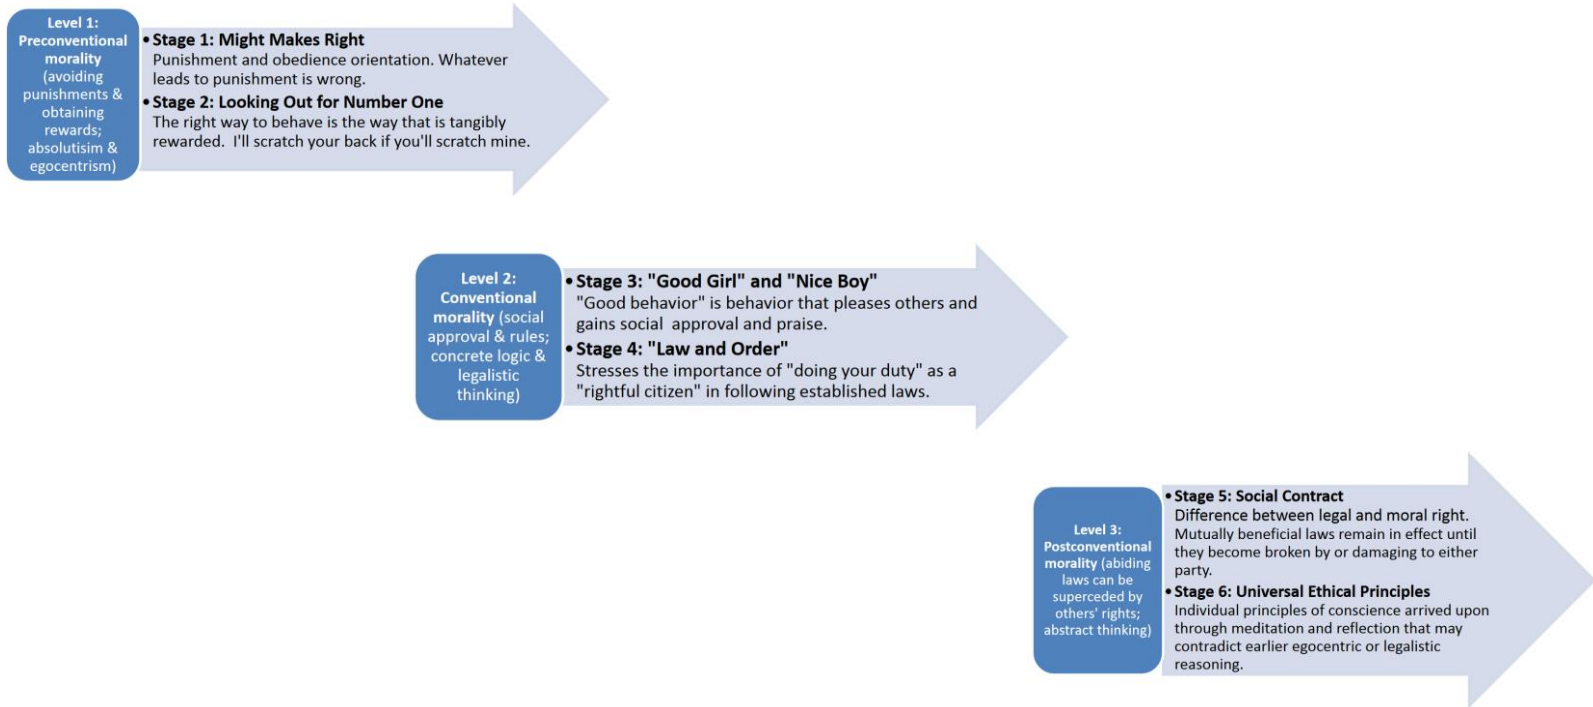 Level 1:
Preconventional
morality
(avoiding
punishments &
obtaining
rewards;
absolutisim &
egocentrism)
• Stage 1: Might Makes Right
Punishment and obedience orientation. Whatever
leads to punishment is wrong.
• Stage 2: Looking Out for Number One
The right way to behave is the way that is tangibly
rewarded.  I'll scratch your back if you'll scratch mine.
Level 2:
Conventional
morality (social
approval & rules;
concrete logic &
legalistic
thinking)
• Stage 3: "Good Girl" and "Nice Boy"
"Good behavior" is behavior that pleases others and
gains social  approval and praise.
• Stage 4: "Law and Order"
Stresses the importance of "doing your duty" as a
"rightful citizen" in following established laws.
Level 3:
Postconventional
morality (abiding
laws can be
superceded by
others' rights;
abstract thinking)
• Stage 5: Social Contract
Difference between legal and moral right.
Mutually beneficial laws remain in effect until
they become broken by or damaging to either
party.
• Stage 6: Universal Ethical Principles
Individual principles of conscience arrived upon
through meditation and reflection that may
contradict earlier egocentric or legalistic
reasoning.